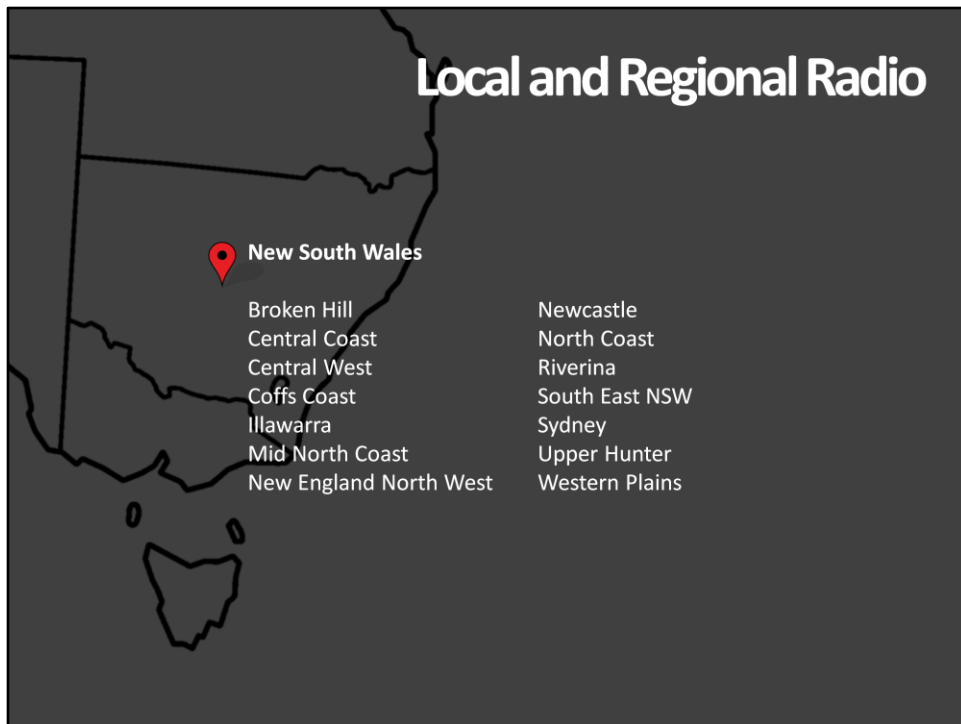 Local and Regional Radio
New South Wales
Broken Hill
Central Coast
Central West
Coffs Coast
Illawarra
Mid North Coast
New England North West
Newcastle
North Coast
Riverina
South East NSW
Sydney
Upper Hunter
Western Plains